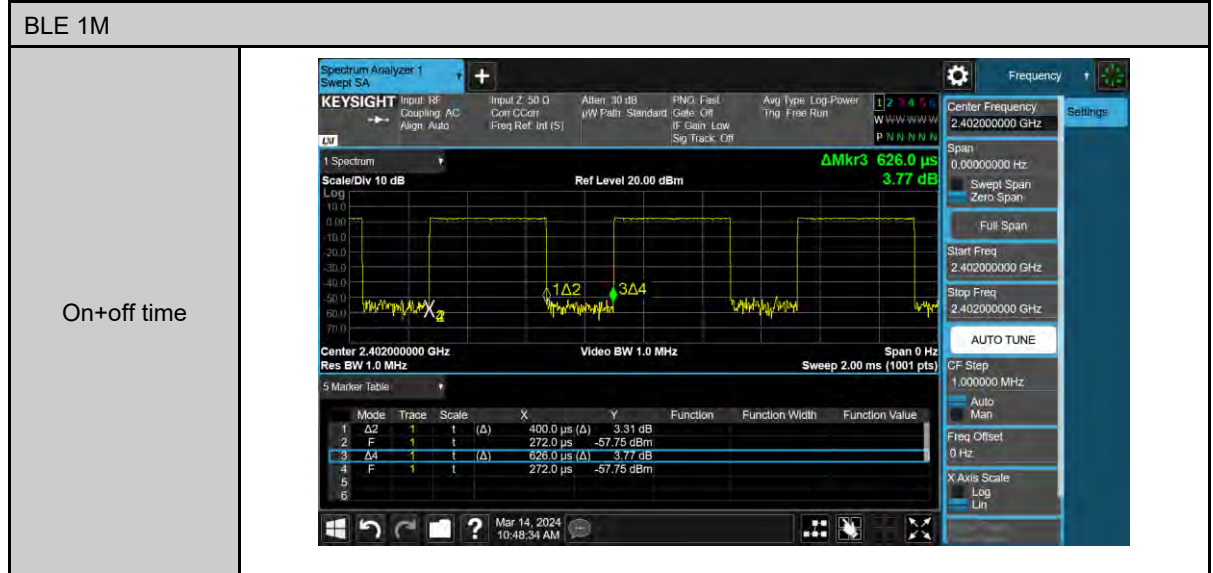 BLE 1M
On+off time
Spectrum Analyzer 1
Swept SA
Frequency
KEYSIGHT
LXI
Input: RF
Coupling: AC
Align: Auto
Input Z: 50 Ω
Corr CCorr
Freq Ref: Int (S)
Atten: 30 dB
µW Path: Standard
PNO: Fast
Gate: Off
IF Gain: Low
Sig Track: Off
Avg Type: Log-Power
Trig: Free Run
1 2 3 4 5 6
W W W W W W
P N N N N N
1 Spectrum
ΔMkr3 626.0 µs
3.77 dB
Scale/Div 10 dB
Ref Level 20.00 dBm
Log
10.0
0.00
-10.0
-20.0
-30.0
-40.0
-50.0
-60.0
-70.0
1Δ2
3Δ4
X
Center 2.402000000 GHz
Video BW 1.0 MHz
Span 0 Hz
Res BW 1.0 MHz
Sweep 2.00 ms (1001 pts)
5 Marker Table
Mode Trace Scale X Y Function Function Width Function Value
1 Δ2 1 t (Δ) 400.0 µs (Δ) 3.31 dB
2 F 1 t 272.0 µs -57.75 dBm
3 Δ4 1 t (Δ) 626.0 µs (Δ) 3.77 dB
4 F 1 t 272.0 µs -57.75 dBm
5
6
Mar 14, 2024
10:48:34 AM
Center Frequency
2.402000000 GHz
Settings
Span
0.00000000 Hz
Swept Span
Zero Span
Full Span
Start Freq
2.402000000 GHz
Stop Freq
2.402000000 GHz
AUTO TUNE
CF Step
1.000000 MHz
Auto
Man
Freq Offset
0 Hz
X Axis Scale
Log
Lin